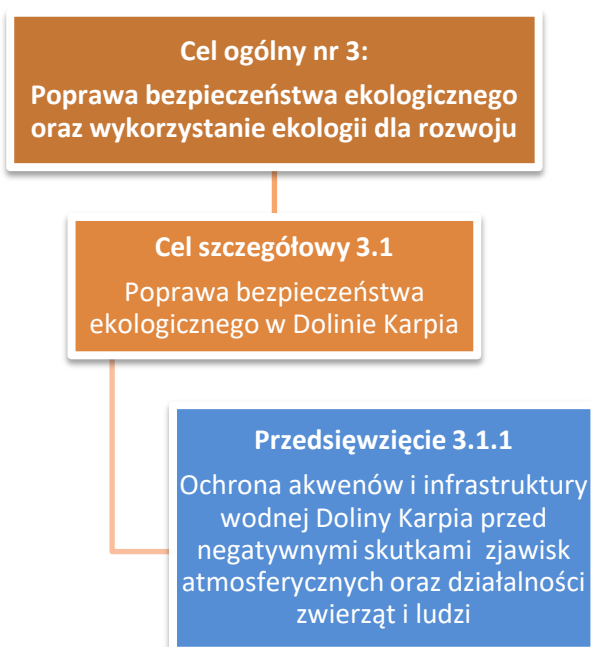 Cel ogólny nr 3:
Poprawa bezpieczeństwa ekologicznego
oraz wykorzystanie ekologii dla rozwoju
Cel szczegółowy 3.1
Poprawa bezpieczeństwa
ekologicznego w Dolinie Karpia
Przedsięwzięcie 3.1.1
Ochrona akwenów i infrastruktury
wodnej Doliny Karpia przed
negatywnymi skutkami zjawisk
atmosferycznych oraz działalności
zwierząt i ludzi